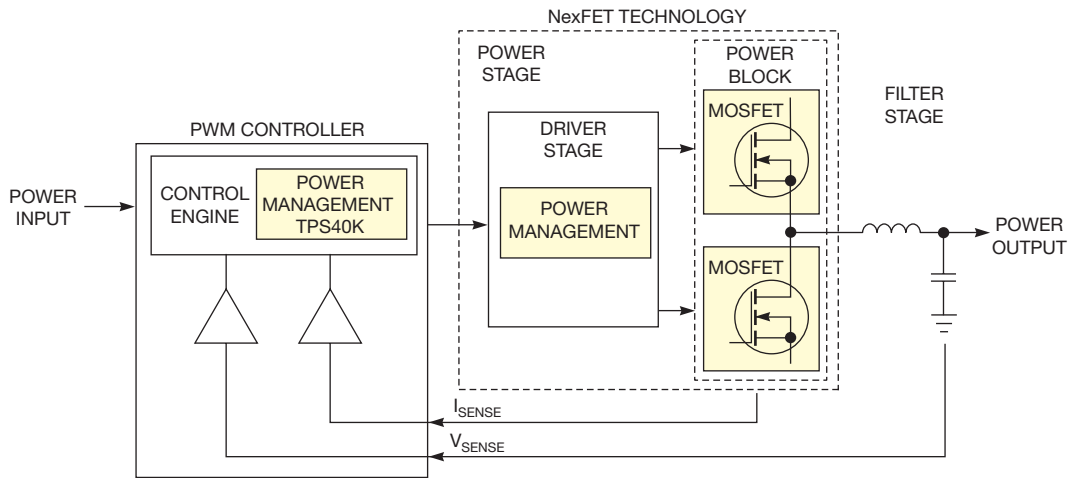 NexFET TECHNOLOGY
POWER
STAGE
POWER
BLOCK
FILTER
STAGE
PWM CONTROLLER
MOSFET
DRIVER
STAGE
POWER
INPUT
CONTROL
ENGINE
POWER
MANAGEMENT
TPS40K
POWER
MANAGEMENT
MOSFET
POWER
OUTPUT
ISENSE
VSENSE